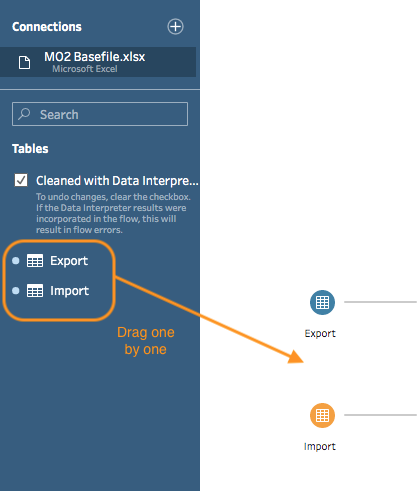 Connections
MO2 Basefile.xlsx
Microsoft Excel
Search
Tables
Cleaned with Data Interpre...
To undo changes, clear the checkbox.
If the Data Interpreter results were
incorporated in the flow, this will
result in flow errors.
Export
Import
Drag one
by one
Export
Import